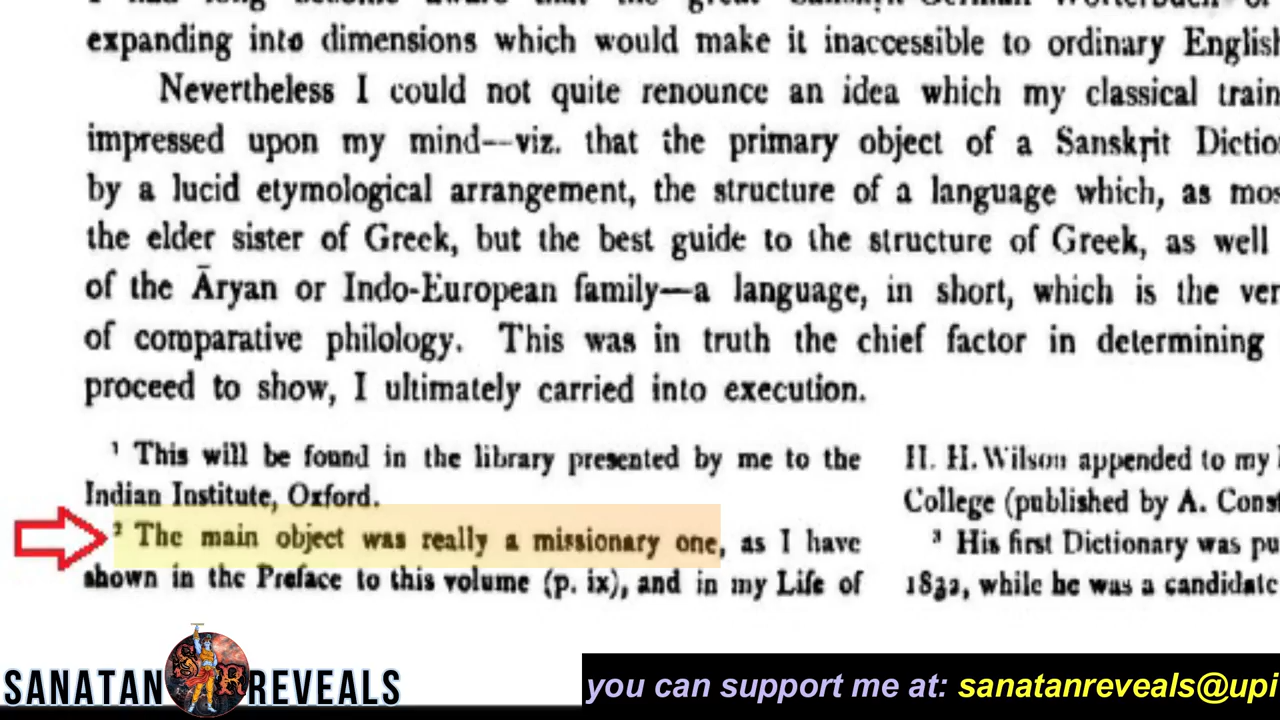 expanding into dimensions which would make it inaccessible to ordinary English
Nevertheless I could not quite renounce an idea which my classical train
impressed upon my mind—viz. that the primary object of a Sanskṛit Dictio
by a lucid etymological arrangement, the structure of a language which, as mos
the elder sister of Greek, but the best guide to the structure of Greek, as well
of the Āryan or Indo-European family—a language, in short, which is the ver
of comparative philology. This was in truth the chief factor in determining
proceed to show, I ultimately carried into execution.
¹ This will be found in the library presented by me to the
Indian Institute, Oxford.
² The main object was really a missionary one, as I have
shown in the Preface to this volume (p. ix), and in my Life of
H. H. Wilson appended to my
College (published by A. Cons
³ His first Dictionary was pu
1832, while he was a candidate
SANATAN REVEALS
you can support me at: sanatanreveals@upi